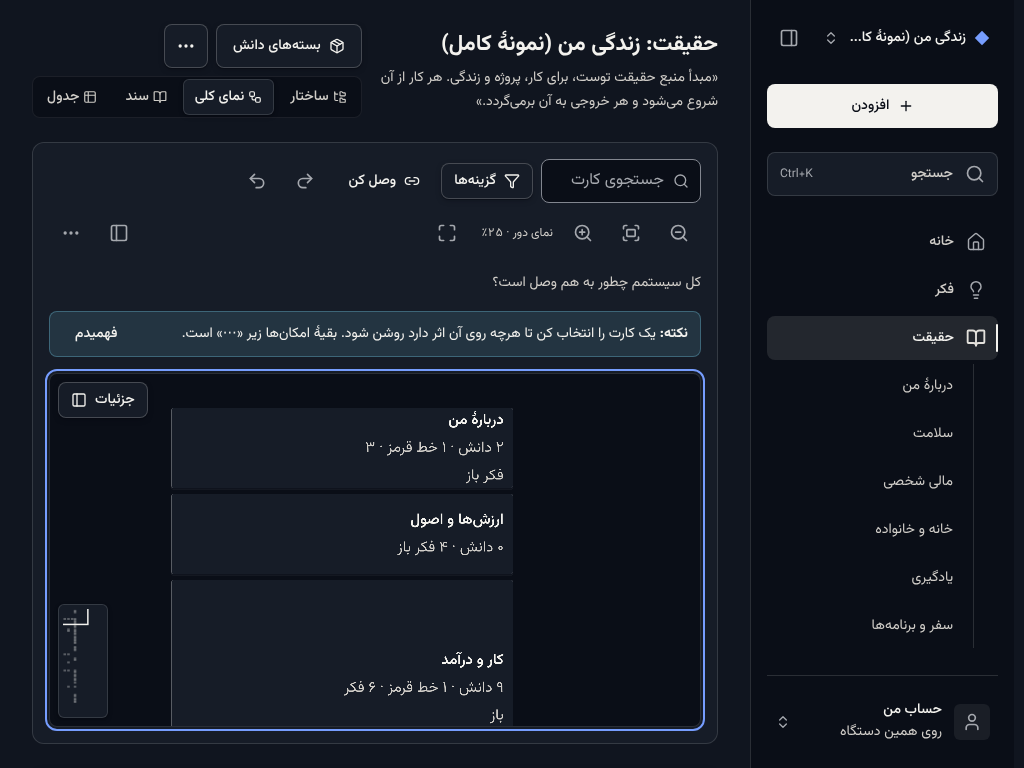 زندگی من (نمونهٔ کا...
افزودن
جستجو
Ctrl+K
خانه
فکر
حقیقت
دربارهٔ من
سلامت
مالی شخصی
خانه و خانواده
یادگیری
سفر و برنامه‌ها
حساب من
روی همین دستگاه
حقیقت: زندگی من (نمونهٔ کامل)
«مبدأ منبع حقیقت توست، برای کار، پروژه و زندگی. هر کار از آن
شروع می‌شود و هر خروجی به آن برمی‌گردد.»
بسته‌های دانش
ساختار
نمای کلی
سند
جدول
جستجوی کارت
گزینه‌ها
وصل کن
نمای دور · ۲۵٪
کل سیستمم چطور به هم وصل است؟
نکته: یک کارت را انتخاب کن تا هرچه روی آن اثر دارد روشن شود. بقیهٔ امکان‌ها زیر «···» است.
فهمیدم
جزئیات
دربارهٔ من
۲ دانش · ۱ خط قرمز · ۳
فکر باز
ارزش‌ها و اصول
۰ دانش · ۴ فکر باز
کار و درآمد
۹ دانش · ۱ خط قرمز · ۶ فکر
باز